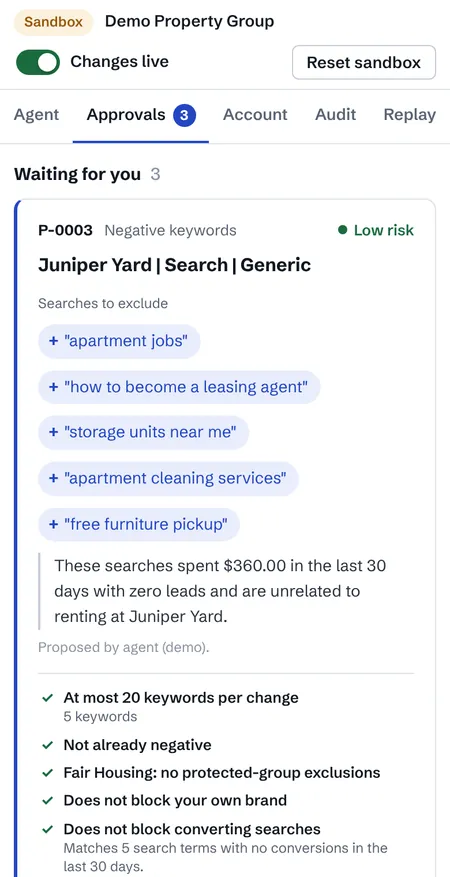 Sandbox Demo Property Group
Changes live
Reset sandbox
Agent Approvals 3 Account Audit Replay
Waiting for you 3
P-0003 Negative keywords Low risk
Juniper Yard | Search | Generic
Searches to exclude
+ "apartment jobs"
+ "how to become a leasing agent"
+ "storage units near me"
+ "apartment cleaning services"
+ "free furniture pickup"
These searches spent $360.00 in the last 30
days with zero leads and are unrelated to
renting at Juniper Yard.
Proposed by agent (demo).
At most 20 keywords per change
5 keywords
Not already negative
Fair Housing: no protected-group exclusions
Does not block your own brand
Does not block converting searches
Matches 5 search terms with no conversions in the
last 30 days.